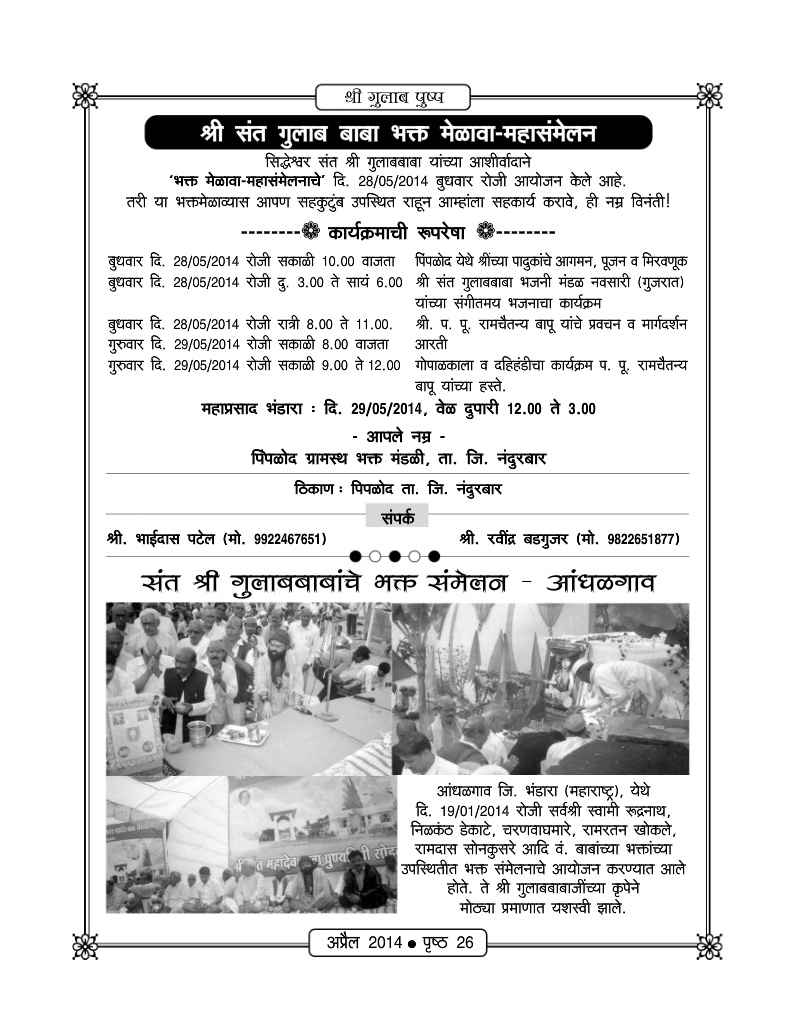 श्री गुलाब पुष्प
श्री संत गुलाब बाबा भक्त मेळावा-महासंमेलन
सिद्धेश्वर संत श्री गुलाबबाबा यांच्या आशीर्वादाने
'भक्त मेळावा-महासंमेलनाचे' दि. 28/05/2014 बुधवार रोजी आयोजन केले आहे.
तरी या भक्तमेळाव्यास आपण सहकुटुंब उपस्थित राहून आम्हांला सहकार्य करावे, ही नम्र विनंती!
--------❁ कार्यक्रमाची रूपरेषा ❁--------
बुधवार दि. 28/05/2014 रोजी सकाळी 10.00 वाजता पिंपळोद येथे श्रींच्या पादुकांचे आगमन, पूजन व मिरवणूक
बुधवार दि. 28/05/2014 रोजी दु. 3.00 ते सायं 6.00 श्री संत गुलाबबाबा भजनी मंडळ नवसारी (गुजरात)
यांच्या संगीतमय भजनाचा कार्यक्रम
बुधवार दि. 28/05/2014 रोजी रात्री 8.00 ते 11.00. श्री. प. पू. रामचैतन्य बापू यांचे प्रवचन व मार्गदर्शन
गुरुवार दि. 29/05/2014 रोजी सकाळी 8.00 वाजता आरती
गुरुवार दि. 29/05/2014 रोजी सकाळी 9.00 ते 12.00 गोपाळकाला व दहिहंडीचा कार्यक्रम प. पू. रामचैतन्य
बापू यांच्या हस्ते.
महाप्रसाद भंडारा : दि. 29/05/2014, वेळ दुपारी 12.00 ते 3.00
- आपले नम्र -
पिंपळोद ग्रामस्थ भक्त मंडळी, ता. जि. नंदुरबार
ठिकाण : पिपळोद ता. जि. नंदुरबार
संपर्क
श्री. भाईदास पटेल (मो. 9922467651) श्री. रवींद्र बडगुजर (मो. 9822651877)
संत श्री गुलाबबाबांचे भक्त संमेलन - आंधळगाव
आंधळगाव जि. भंडारा (महाराष्ट्र), येथे
दि. 19/01/2014 रोजी सर्वश्री स्वामी रूद्रनाथ,
निळकंठ डेकाटे, चरणवाघमारे, रामरतन खोकले,
रामदास सोनकुसरे आदि वं. बाबांच्या भक्तांच्या
उपस्थितीत भक्त संमेलनाचे आयोजन करण्यात आले
होते. ते श्री गुलाबबाबाजींच्या कृपेने
मोठ्या प्रमाणात यशस्वी झाले.
अप्रैल 2014 ● पृष्ठ 26